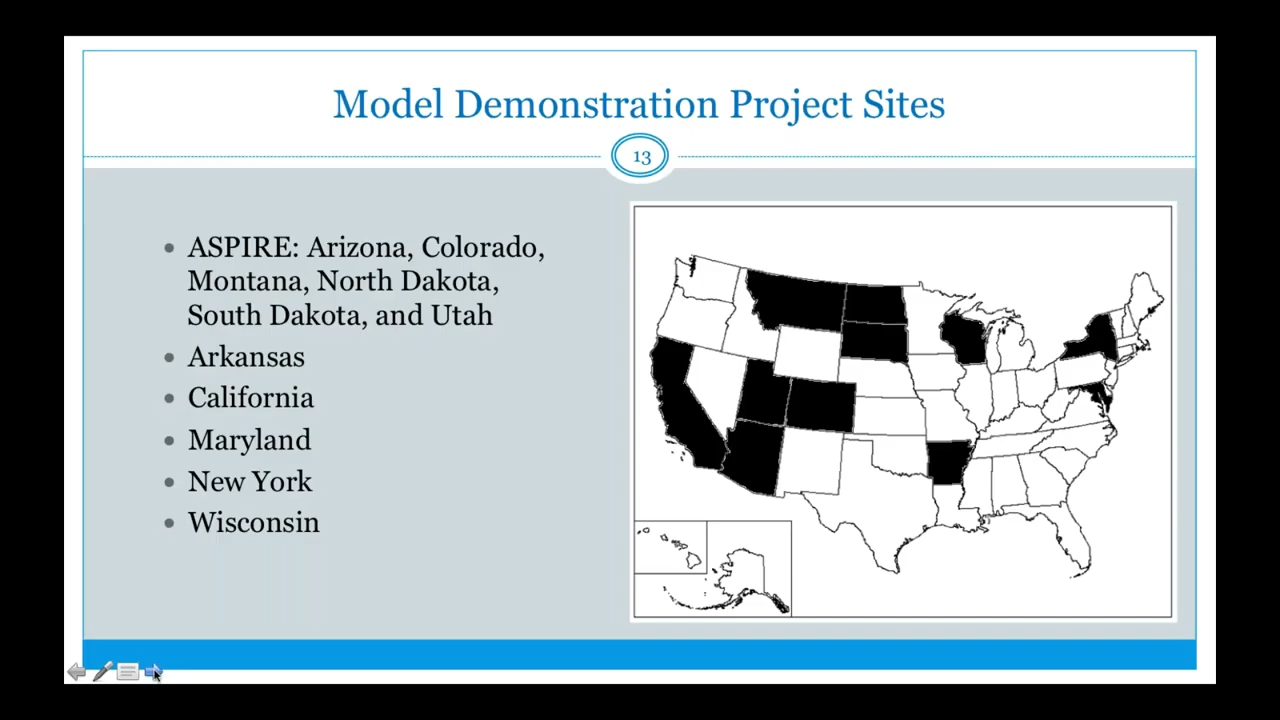 Model Demonstration Project Sites
13
• ASPIRE: Arizona, Colorado,
Montana, North Dakota,
South Dakota, and Utah
• Arkansas
• California
• Maryland
• New York
• Wisconsin